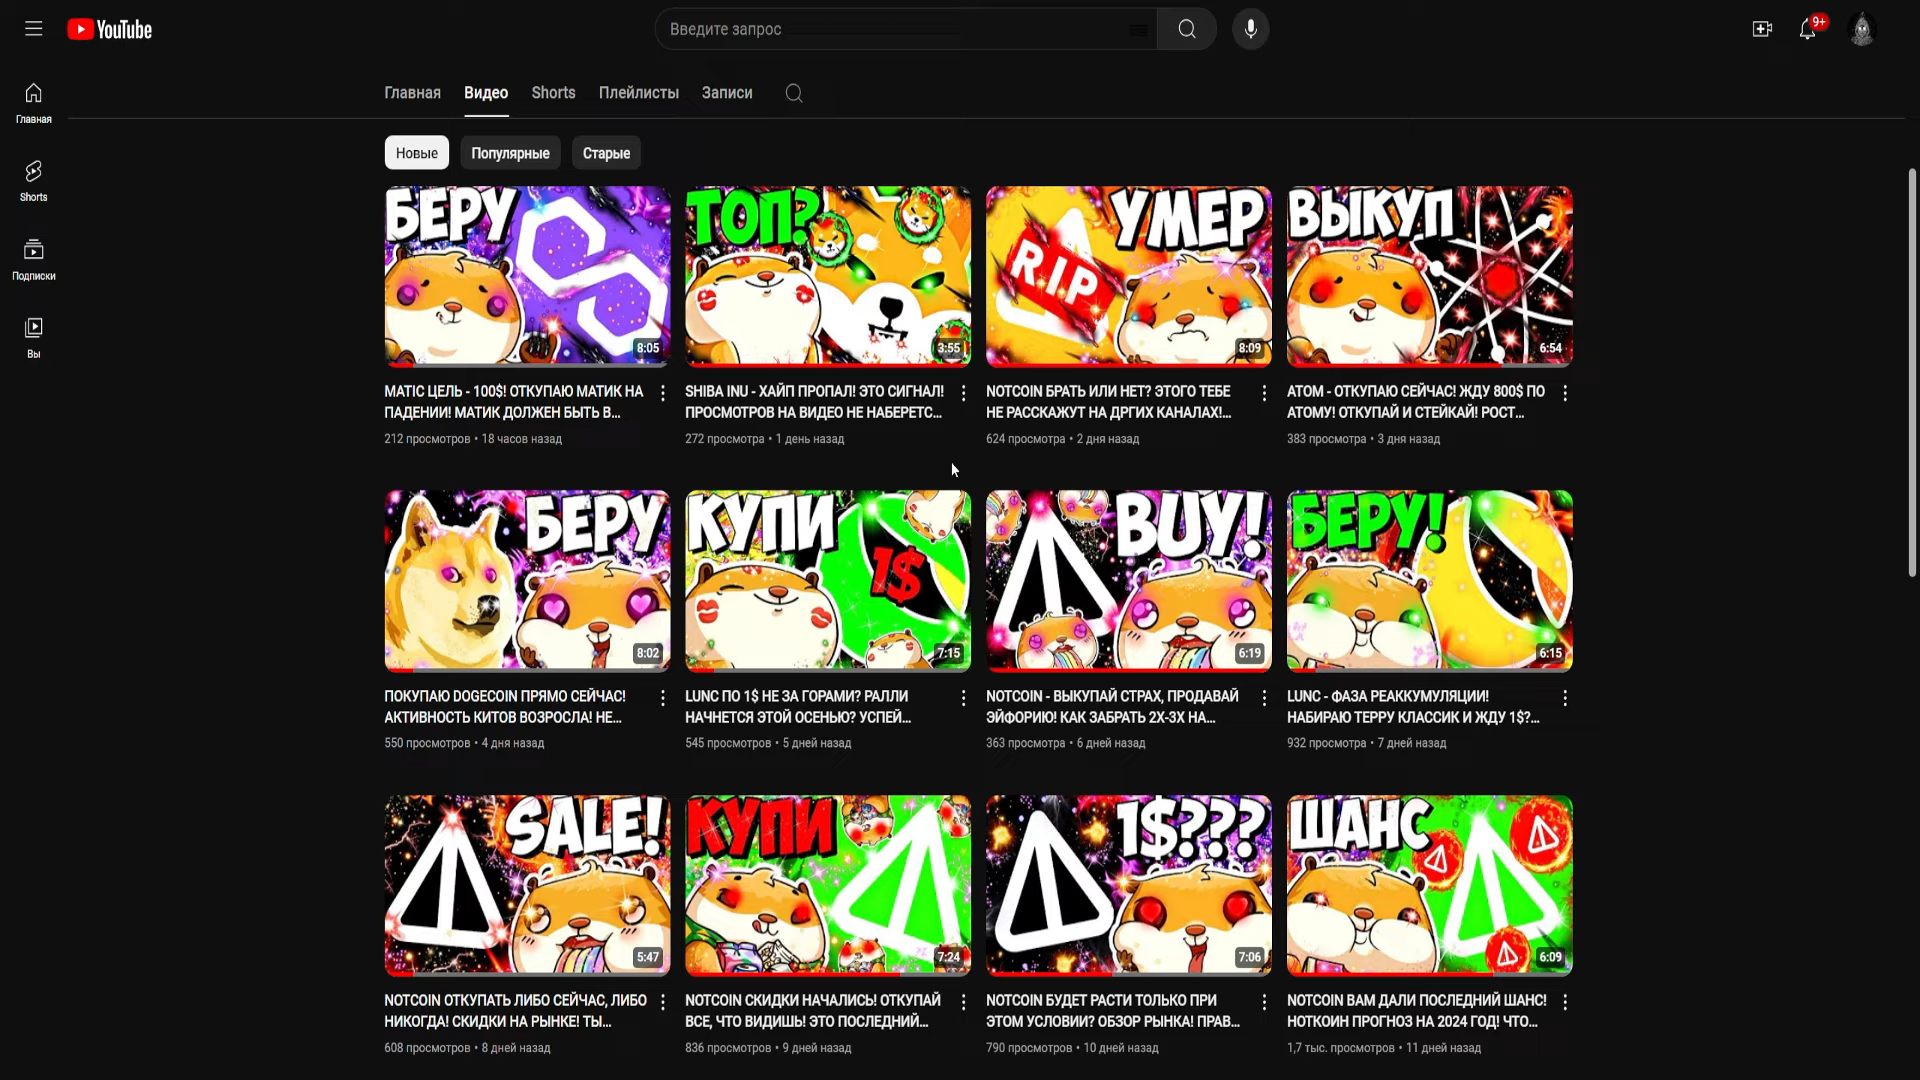 YouTube
Введите запрос
9+
Главная
Shorts
Подписки
Вы
Главная Видео Shorts Плейлисты Записи
Новые Популярные Старые
БЕРУ
8:05
МАТІС ЦЕЛЬ - 100$! ОТКУПАЮ МАТИК НА
ПАДЕНИИ! МАТИК ДОЛЖЕН БЫТЬ В...
212 просмотров • 18 часов назад
ТОП?
3:55
SHIBA INU - ХАЙП ПРОПАЛ! ЭТО СИГНАЛ!
ПРОСМОТРОВ НА ВИДЕО НЕ НАБЕРЕТС...
272 просмотра • 1 день назад
УМЕР
RIP
8:09
NOTCOIN БРАТЬ ИЛИ НЕТ? ЭТОГО ТЕБЕ
НЕ РАССКАЖУТ НА ДРГИХ КАНАЛАХ!...
624 просмотра • 2 дня назад
ВЫКУП
6:54
ATOM - ОТКУПАЮ СЕЙЧАС! ЖДУ 800$ ПО
АТОМУ! ОТКУПАЙ И СТЕЙКАЙ! РОСТ...
383 просмотра • 3 дня назад
БЕРУ
8:02
ПОКУПАЮ DOGECOIN ПРЯМО СЕЙЧАС!
АКТИВНОСТЬ КИТОВ ВОЗРОСЛА! НЕ...
550 просмотров • 4 дня назад
КУПИ
1$
7:15
LUNC ПО 1$ НЕ ЗА ГОРАМИ? РАЛЛИ
НАЧНЕТСЯ ЭТОЙ ОСЕНЬЮ? УСПЕЙ...
545 просмотров • 5 дней назад
BUY!
6:19
NOTCOIN - ВЫКУПАЙ СТРАХ, ПРОДАВАЙ
ЭЙФОРИЮ! КАК ЗАБРАТЬ 2X-3X НА...
363 просмотра • 6 дней назад
БЕРУ!
6:15
LUNC - ФАЗА РЕАККУМУЛЯЦИИ!
НАБИРАЮ ТЕРРУ КЛАССИК И ЖДУ 1$?...
932 просмотра • 7 дней назад
SALE!
5:47
NOTCOIN ОТКУПАТЬ ЛИБО СЕЙЧАС, ЛИБО
НИКОГДА! СКИДКИ НА РЫНКЕ! ТЫ...
608 просмотров • 8 дней назад
КУПИ
7:24
NOTCOIN СКИДКИ НАЧАЛИСЬ! ОТКУПАЙ
ВСЕ, ЧТО ВИДИШЬ! ЭТО ПОСЛЕДНИЙ...
836 просмотров • 9 дней назад
1$???
7:06
NOTCOIN БУДЕТ РАСТИ ТОЛЬКО ПРИ
ЭТОМ УСЛОВИИ? ОБЗОР РЫНКА! ПРАВ...
790 просмотров • 10 дней назад
ШАНС
6:09
NOTCOIN ВАМ ДАЛИ ПОСЛЕДНИЙ ШАНС!
НОТКОИН ПРОГНОЗ НА 2024 ГОД! ЧТО...
1,7 тыс. просмотров • 11 дней назад